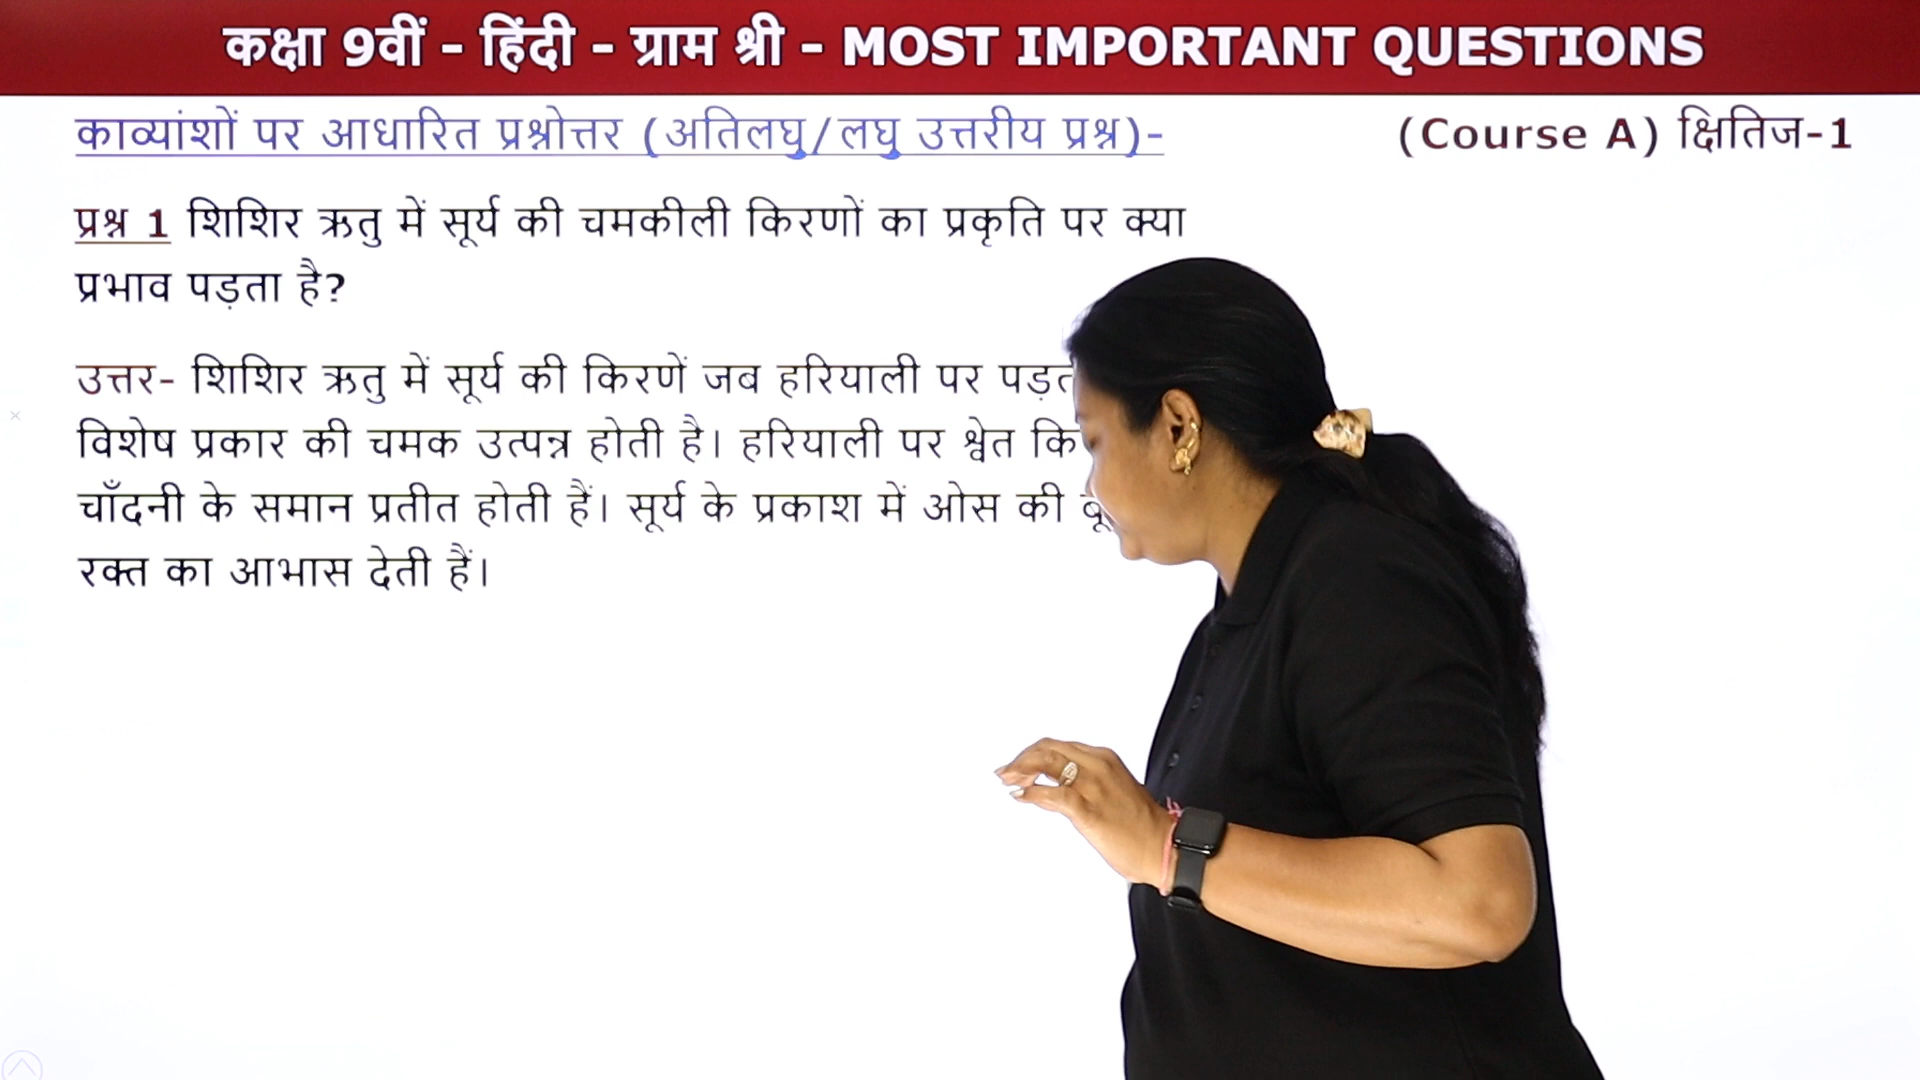 कक्षा 9वीं - हिंदी - ग्राम श्री - MOST IMPORTANT QUESTIONS
काव्यांशों पर आधारित प्रश्नोत्तर (अतिलघु/लघु उत्तरीय प्रश्न)-
(Course A) क्षितिज-1
प्रश्न 1 शिशिर ऋतु में सूर्य की चमकीली किरणों का प्रकृति पर क्या
प्रभाव पड़ता है?
उत्तर- शिशिर ऋतु में सूर्य की किरणें जब हरियाली पर
विशेष प्रकार की चमक उत्पन्न होती है। हरियाली पर श्वेत
चाँदनी के समान प्रतीत होती हैं। सूर्य के प्रकाश में ओस की
रक्त का आभास देती हैं।